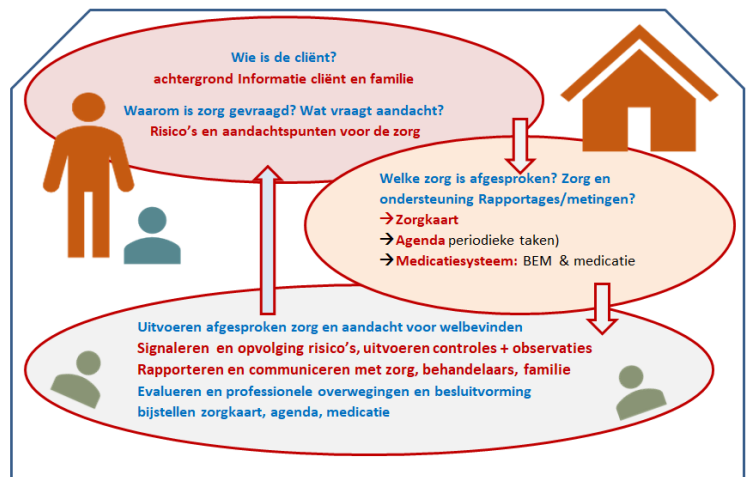 Wie is de cliënt?
achtergrond Informatie cliënt en familie
Waarom is zorg gevraagd? Wat vraagt aandacht?
Risico's en aandachtspunten voor de zorg
Welke zorg is afgesproken? Zorg en
ondersteuning Rapportages/metingen?
→Zorgkaart
→Agenda periodieke taken)
→Medicatiesysteem: BEM & medicatie
Uitvoeren afgesproken zorg en aandacht voor welbevinden
Signaleren en opvolging risico's, uitvoeren controles + observaties
Rapporteren en communiceren met zorg, behandelaars, familie
Evalueren en professionele overwegingen en besluitvorming
bijstellen zorgkaart, agenda, medicatie